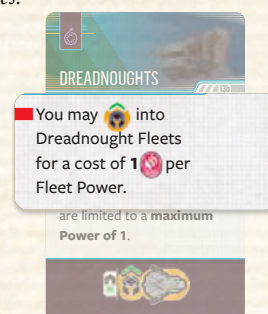 es.
DREADNOUGHTS
You may into
Dreadnought Fleets
for a cost of 1 per
Fleet Power.
are limited to a maximum
Power of 1.